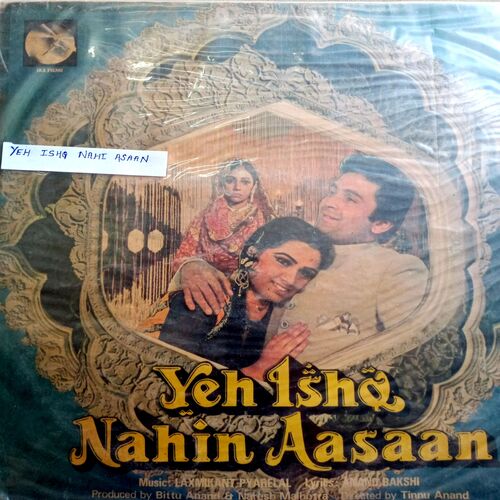 YEH ISHQ NAHI ASAAN
Yeh Ishq
Nahin Aasaan
Music: LAXMIKANT PYARELAL Lyrics: ANAND BAKSHI
Produced by Bittu Anand & Naresh Malhotra Directed by Tinnu Anand